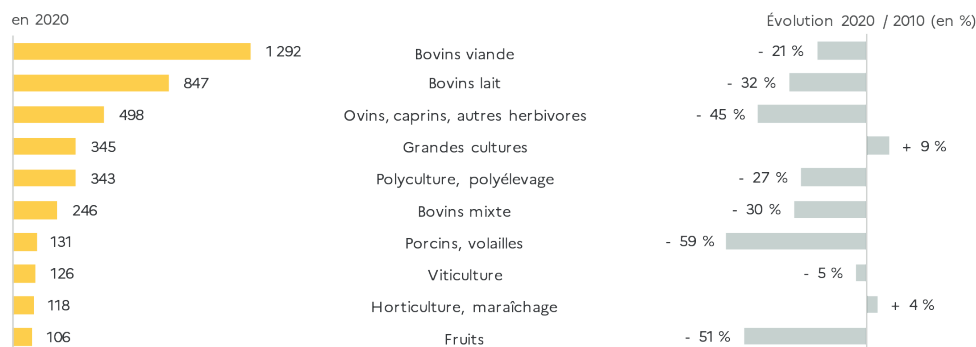 en 2020 Évolution 2020 / 2010 (en %)
1 292 Bovins viande - 21 %
847 Bovins lait - 32 %
498 Ovins, caprins, autres herbivores - 45 %
345 Grandes cultures + 9 %
343 Polyculture, polyélevage - 27 %
246 Bovins mixte - 30 %
131 Porcins, volailles - 59 %
126 Viticulture - 5 %
118 Horticulture, maraîchage + 4 %
106 Fruits - 51 %